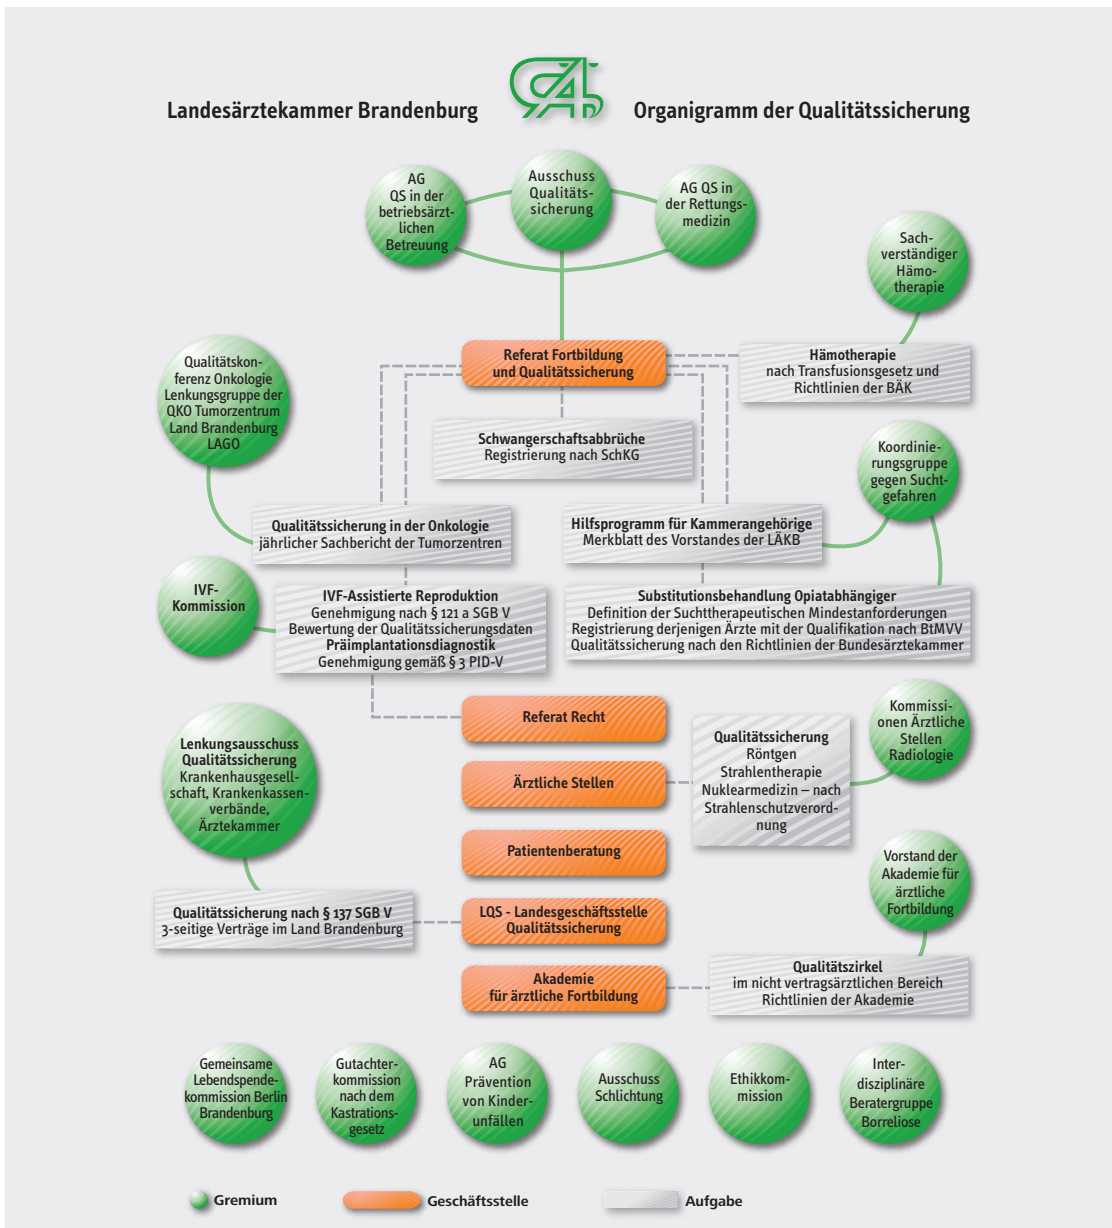 Landesärztekammer Brandenburg
Organigramm der Qualitätssicherung
AG
QS in der
betriebsärzt-
lichen
Betreuung
Ausschuss
Qualitäts-
sicherung
AG QS in
der Rettungs-
medizin
Sach-
verständiger
Hämo-
therapie
Referat Fortbildung
und Qualitätssicherung
Hämotherapie
nach Transfusionsgesetz und
Richtlinien der BÄK
Qualitätskon-
ferenz Onkologie
Lenkungsgruppe der
QKO Tumorzentrum
Land Brandenburg
LAGO
Schwangerschaftsabbrüche
Registrierung nach SchKG
Koordinie-
rungsgruppe
gegen Sucht-
gefahren
Qualitätssicherung in der Onkologie
jährlicher Sachbericht der Tumorzentren
Hilfsprogramm für Kammerangehörige
Merkblatt des Vorstandes der LÄKB
IVF-
Kommission
IVF-Assistierte Reproduktion
Genehmigung nach § 121 a SGB V
Bewertung der Qualitätssicherungsdaten
Präimplantationsdiagnostik
Genehmigung gemäß § 3 PID-V
Substitutionsbehandlung Opiatabhängiger
Definition der Suchttherapeutischen Mindestanforderungen
Registrierung derjenigen Ärzte mit der Qualifikation nach BtMVV
Qualitätssicherung nach den Richtlinien der Bundesärztekammer
Referat Recht
Lenkungsausschuss
Qualitätssicherung
Krankenhausgesell-
schaft, Krankenkassen-
verbände,
Ärztekammer
Ärztliche Stellen
Qualitätssicherung
Röntgen
Strahlentherapie
Nuklearmedizin – nach
Strahlenschutzverord-
nung
Kommissi-
onen Ärztliche
Stellen
Radiologie
Patientenberatung
Vorstand der
Akademie für
ärztliche
Fortbildung
Qualitätssicherung nach § 137 SGB V
3-seitige Verträge im Land Brandenburg
LQS - Landesgeschäftsstelle
Qualitätssicherung
Akademie
für ärztliche Fortbildung
Qualitätszirkel
im nicht vertragsärztlichen Bereich
Richtlinien der Akademie
Gemeinsame
Lebendspende-
kommission Berlin
Brandenburg
Gutachter-
kommission
nach dem
Kastrations-
gesetz
AG
Prävention
von Kinder-
unfällen
Ausschuss
Schlichtung
Ethikkom-
mission
Inter-
disziplinäre
Beratergruppe
Borreliose
Gremium
Geschäftsstelle
Aufgabe